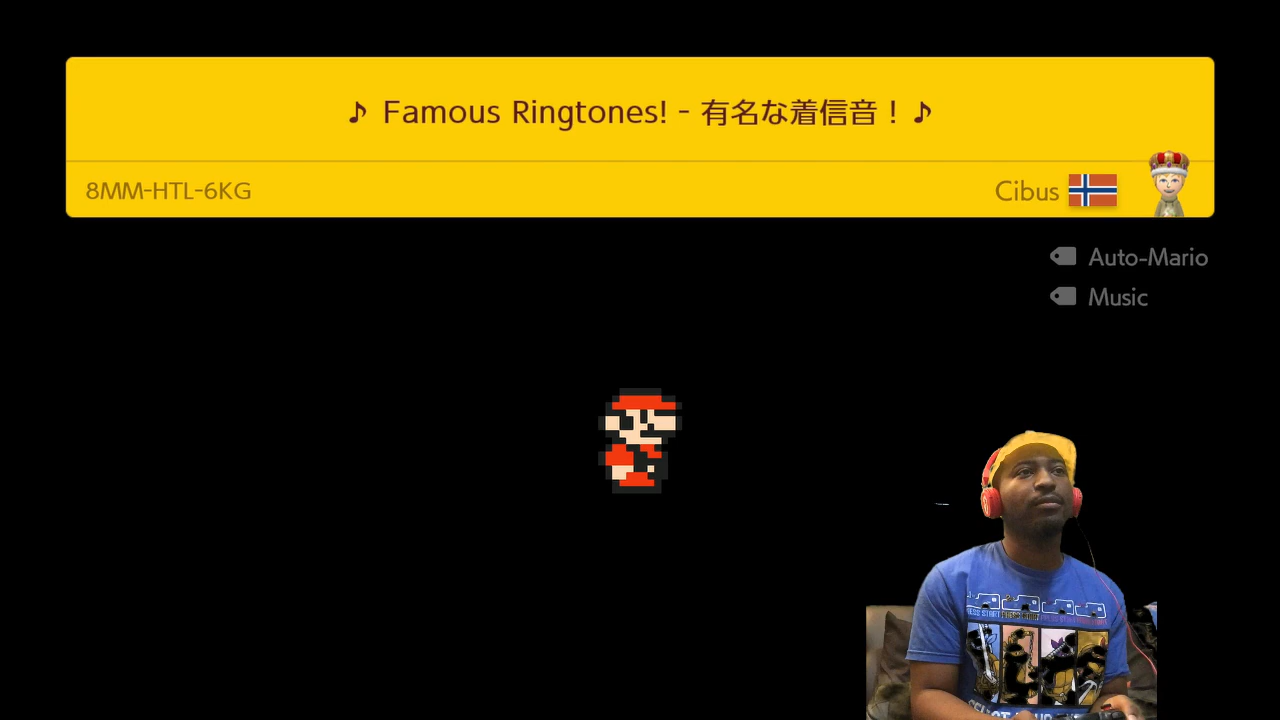 ♪ Famous Ringtones! - 有名な着信音！♪
8MM-HTL-6KG
Cibus
Auto-Mario
Music